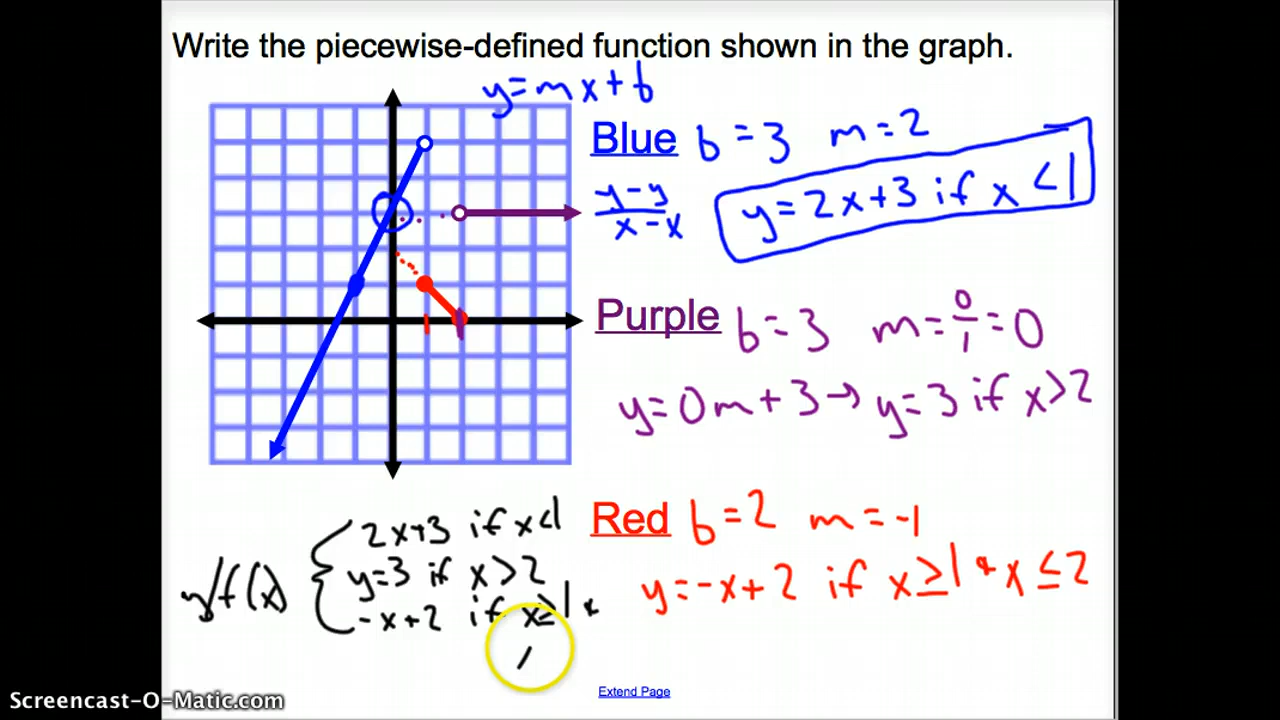 Write the piecewise-defined function shown in the graph.
y=mx+b
Blue b=3 m=2
y-y
x-x
y=2x+3 if x<1
Purple b=3 m=0/1=0
y=0m+3→y=3 if x>2
Red b=2 m=-1
y=-x+2 if x≥1 & x≤2
y/f(x)
2x+3 if x<1
y=3 if x>2
-x+2 if x≥1 &
Extend Page
Screencast-O-Matic.com